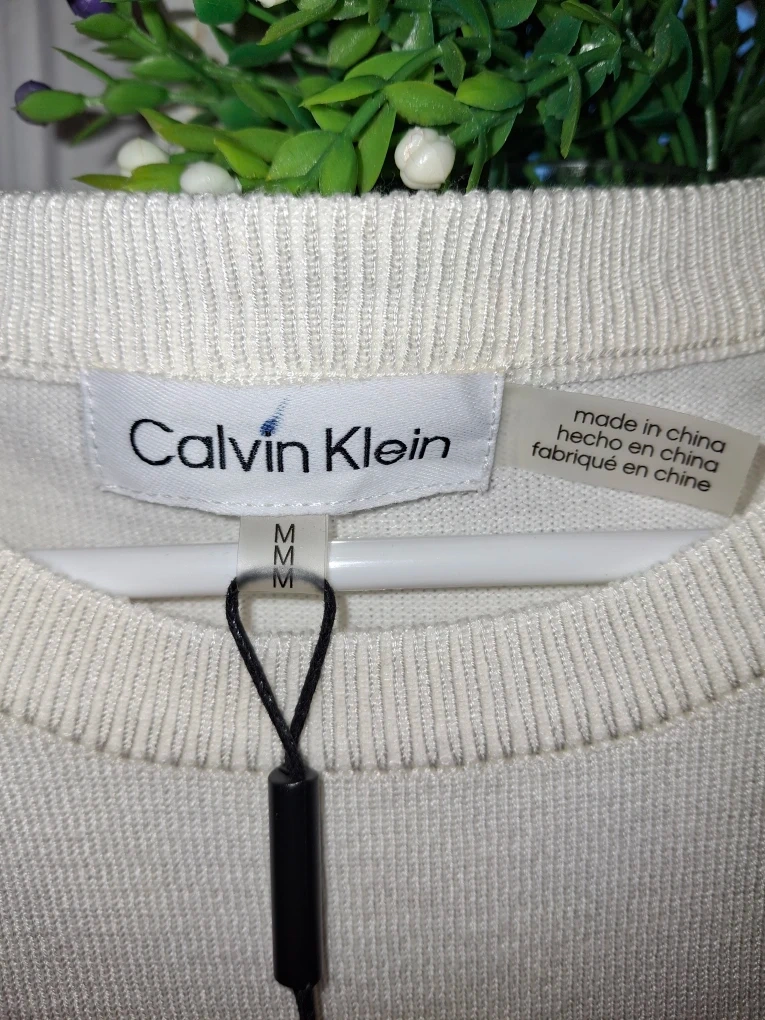 Calvin Klein
made in china
hecho en china
fabriqué en chine
M
M
M